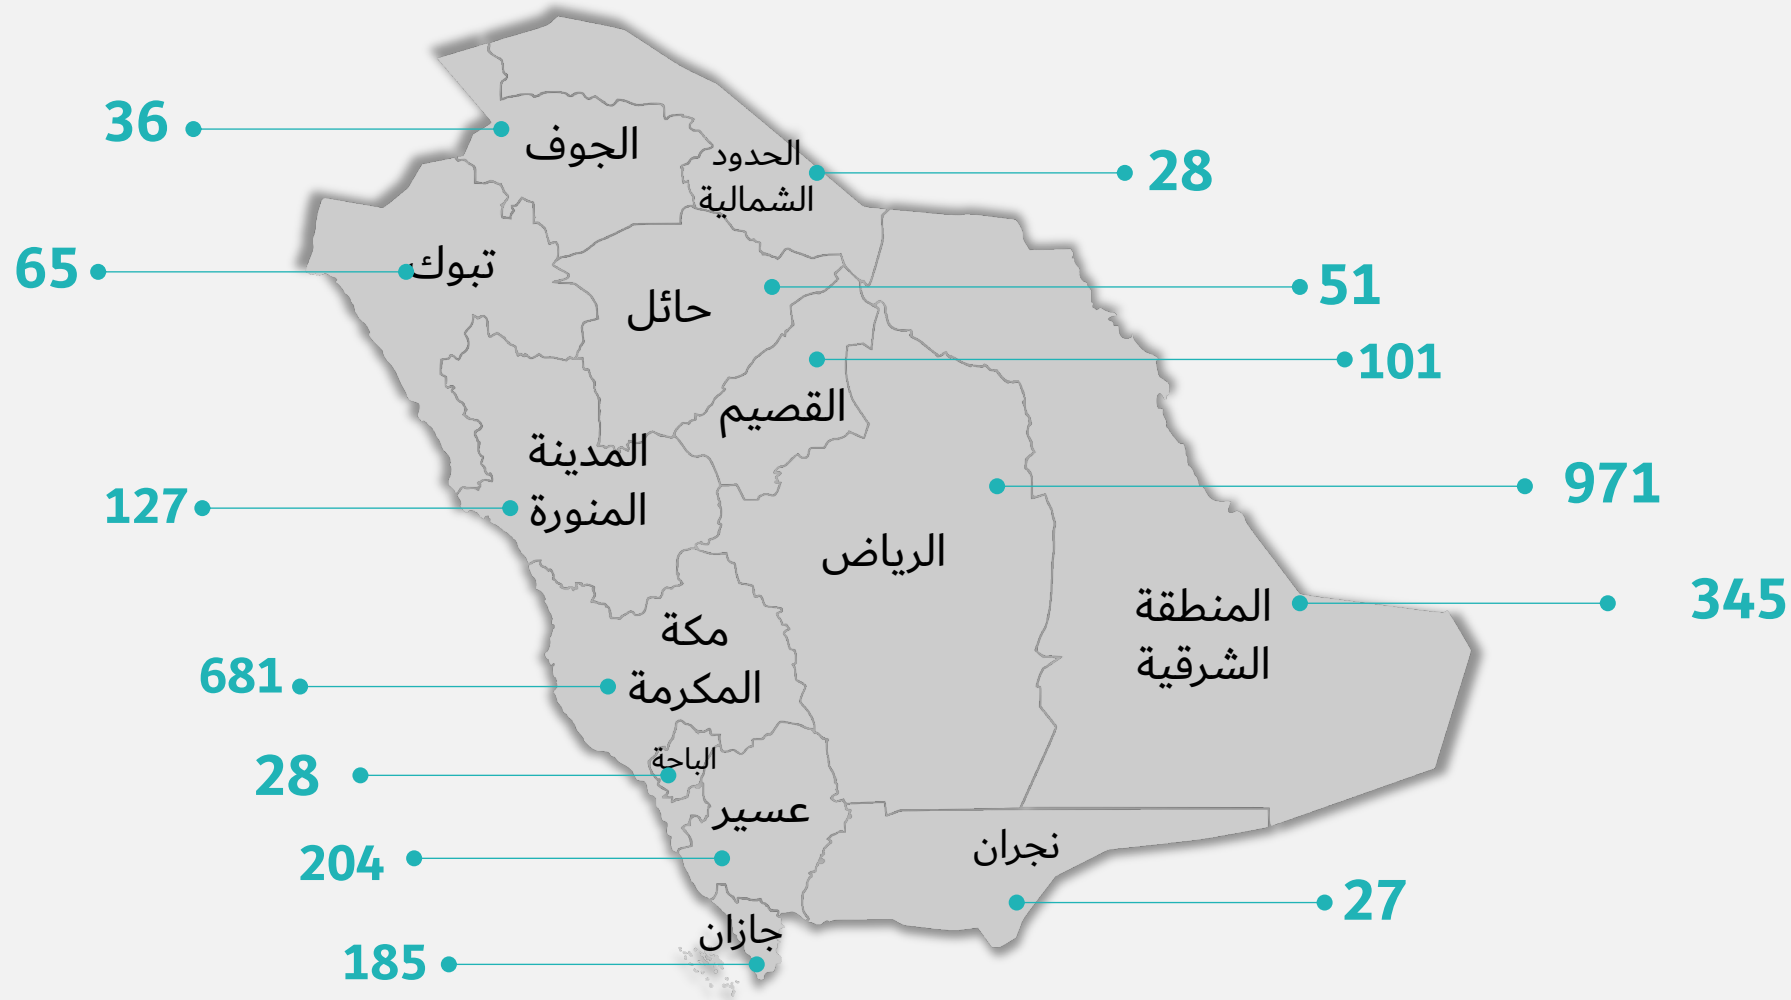 36
الجوف
الحدود
الشمالية
28
65
تبوك
حائل
51
101
القصيم
المدينة
المنورة
127
971
الرياض
345
المنطقة
الشرقية
مكة
المكرمة
681
الباحة
28
عسير
204
نجران
27
جازان
185